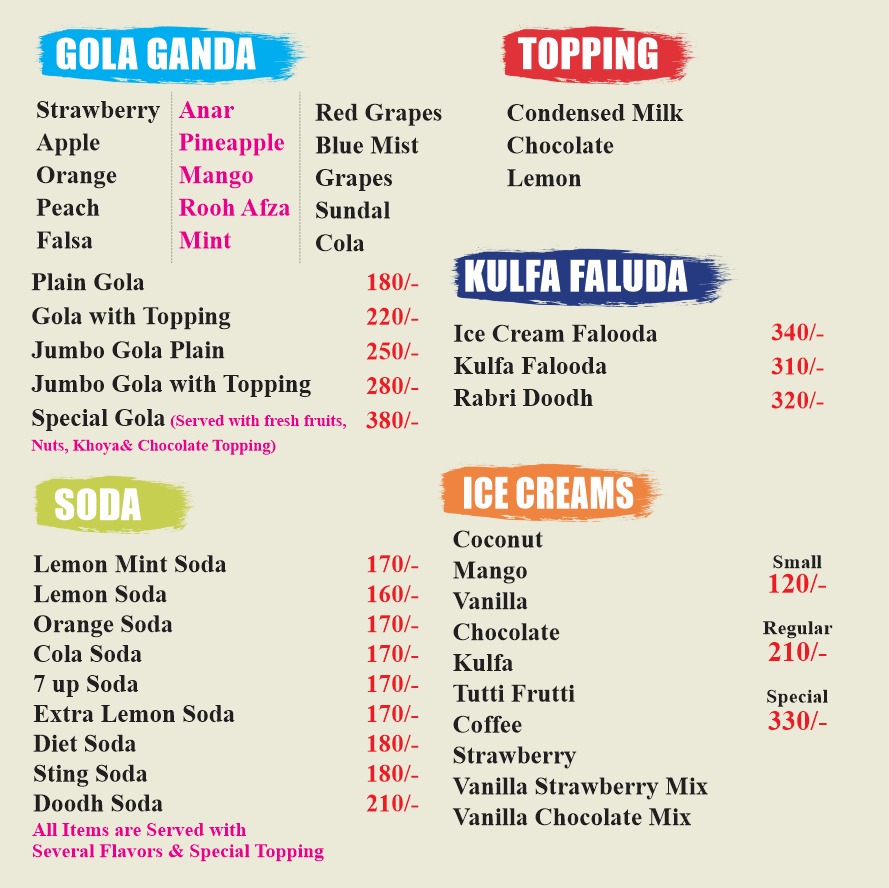 GOLA GANDA
Strawberry Anar Red Grapes
Apple Pineapple Blue Mist
Orange Mango Grapes
Peach Rooh Afza Sundal
Falsa Mint Cola
Plain Gola 180/-
Gola with Topping 220/-
Jumbo Gola Plain 250/-
Jumbo Gola with Topping 280/-
Special Gola (Served with fresh fruits, 380/-
Nuts, Khoya& Chocolate Topping)
TOPPING
Condensed Milk
Chocolate
Lemon
KULFA FALUDA
Ice Cream Falooda 340/-
Kulfa Falooda 310/-
Rabri Doodh 320/-
SODA
Lemon Mint Soda 170/-
Lemon Soda 160/-
Orange Soda 170/-
Cola Soda 170/-
7 up Soda 170/-
Extra Lemon Soda 170/-
Diet Soda 180/-
Sting Soda 180/-
Doodh Soda 210/-
All Items are Served with
Several Flavors & Special Topping
ICE CREAMS
Coconut
Mango
Vanilla
Chocolate
Kulfa
Tutti Frutti
Coffee
Strawberry
Vanilla Strawberry Mix
Vanilla Chocolate Mix
Small
120/-
Regular
210/-
Special
330/-